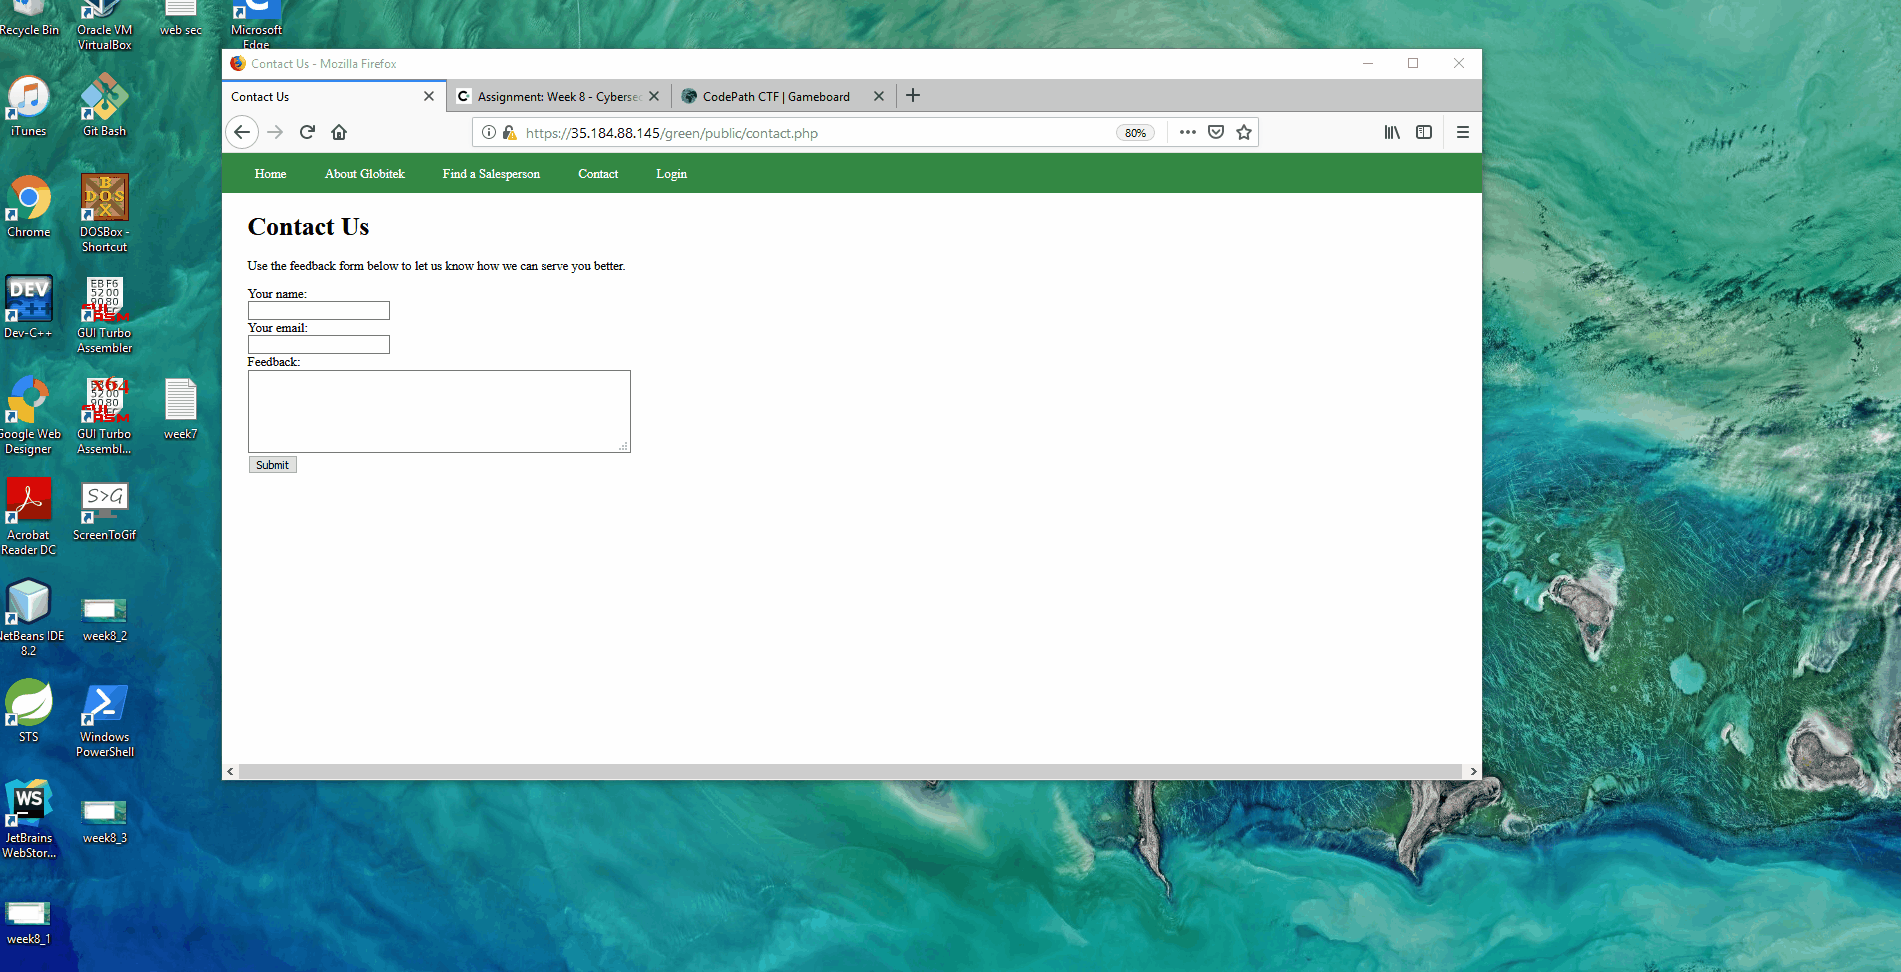 Recycle Bin
Oracle VM
VirtualBox
web sec
Microsoft
Edge
iTunes
Git Bash
Chrome
DOSBox -
Shortcut
Dev-C++
GUI Turbo
Assembler
Google Web
Designer
GUI Turbo
Assembl...
week7
Acrobat
Reader DC
ScreenToGif
NetBeans IDE
8.2
week8_2
STS
Windows
PowerShell
JetBrains
WebStor...
week8_3
week8_1
Contact Us - Mozilla Firefox
Contact Us
Assignment: Week 8 - Cybersec
CodePath CTF | Gameboard
https://35.184.88.145/green/public/contact.php
80%
Home
About Globitek
Find a Salesperson
Contact
Login
Contact Us
Use the feedback form below to let us know how we can serve you better.
Your name:
Your email:
Feedback:
Submit